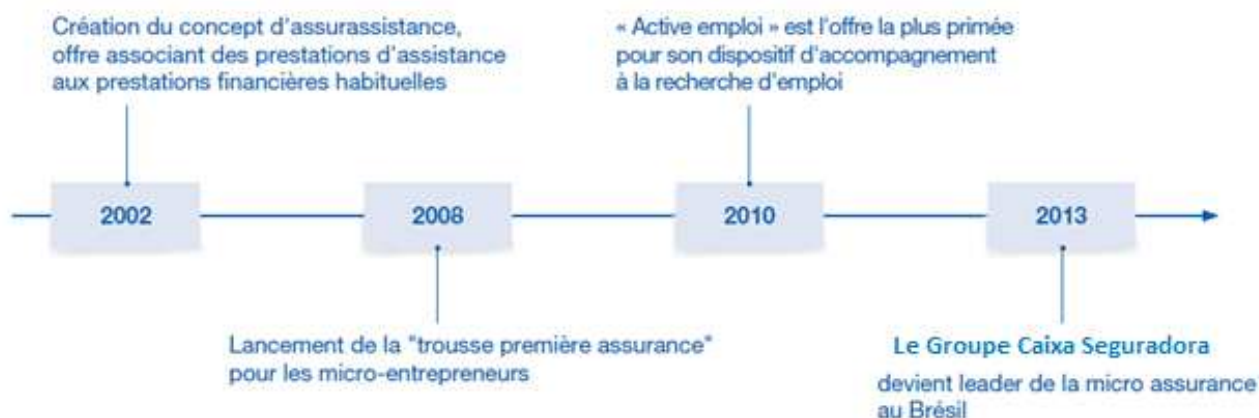 Création du concept d'assurassistance,
offre associant des prestations d'assistance
aux prestations financières habituelles
« Active emploi » est l'offre la plus primée
pour son dispositif d'accompagnement
à la recherche d'emploi
2002
2008
2010
2013
Lancement de la "trousse première assurance"
pour les micro-entrepreneurs
Le Groupe Caixa Seguradora
devient leader de la micro assurance
au Brésil